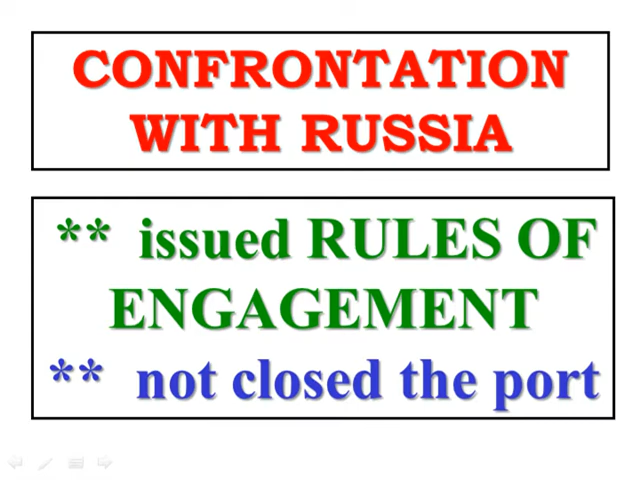 CONFRONTATION
WITH RUSSIA
** issued RULES OF
ENGAGEMENT
** not closed the port